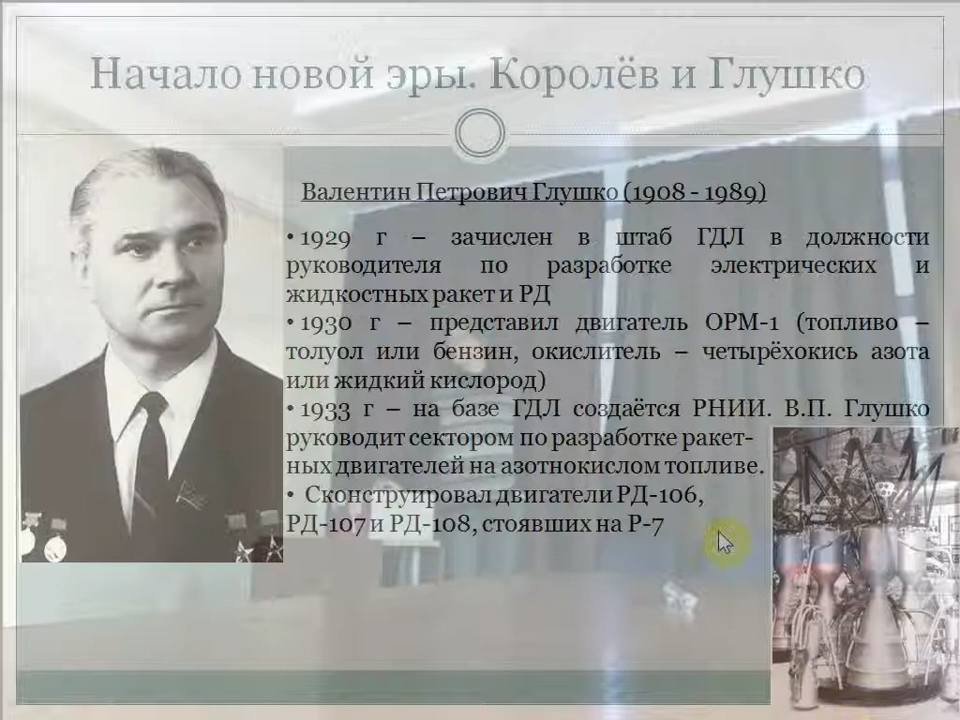 Начало новой эры. Королёв и Глушко
Валентин Петрович Глушко (1908 - 1989)
• 1929 г – зачислен в штаб ГДЛ в должности
руководителя по разработке электрических и
жидкостных ракет и РД
• 1930 г – представил двигатель ОРМ-1 (топливо –
толуол или бензин, окислитель – четырёхокись азота
или жидкий кислород)
• 1933 г – на базе ГДЛ создаётся РНИИ. В.П. Глушко
руководит сектором по разработке ракет-
ных двигателей на азотнокислом топливе.
• Сконструировал двигатели РД-106,
РД-107 и РД-108, стоявших на Р-7